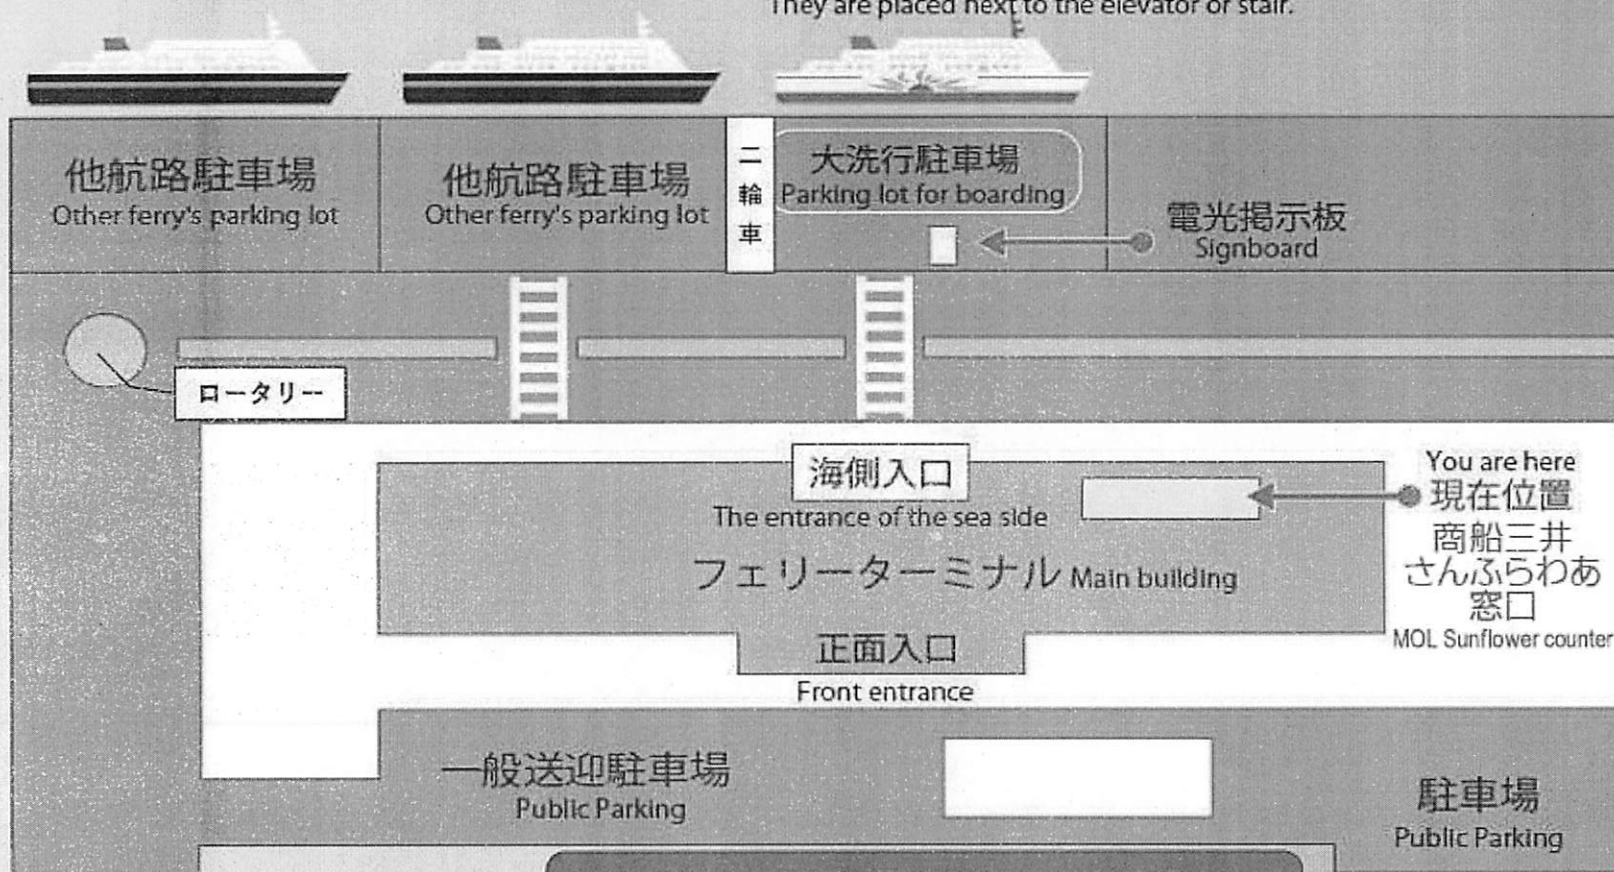 They are placed next to the elevator or stair.
他航路駐車場
Other ferry's parking lot
他航路駐車場
Other ferry's parking lot
二輪車
大洗行駐車場
Parking lot for boarding
電光掲示板
Signboard
ロータリー
海側入口
The entrance of the sea side
You are here
現在位置
商船三井
さんふらわあ
窓口
MOL Sunflower counter
フェリーターミナル Main building
正面入口
Front entrance
一般送迎駐車場
Public Parking
駐車場
Public Parking